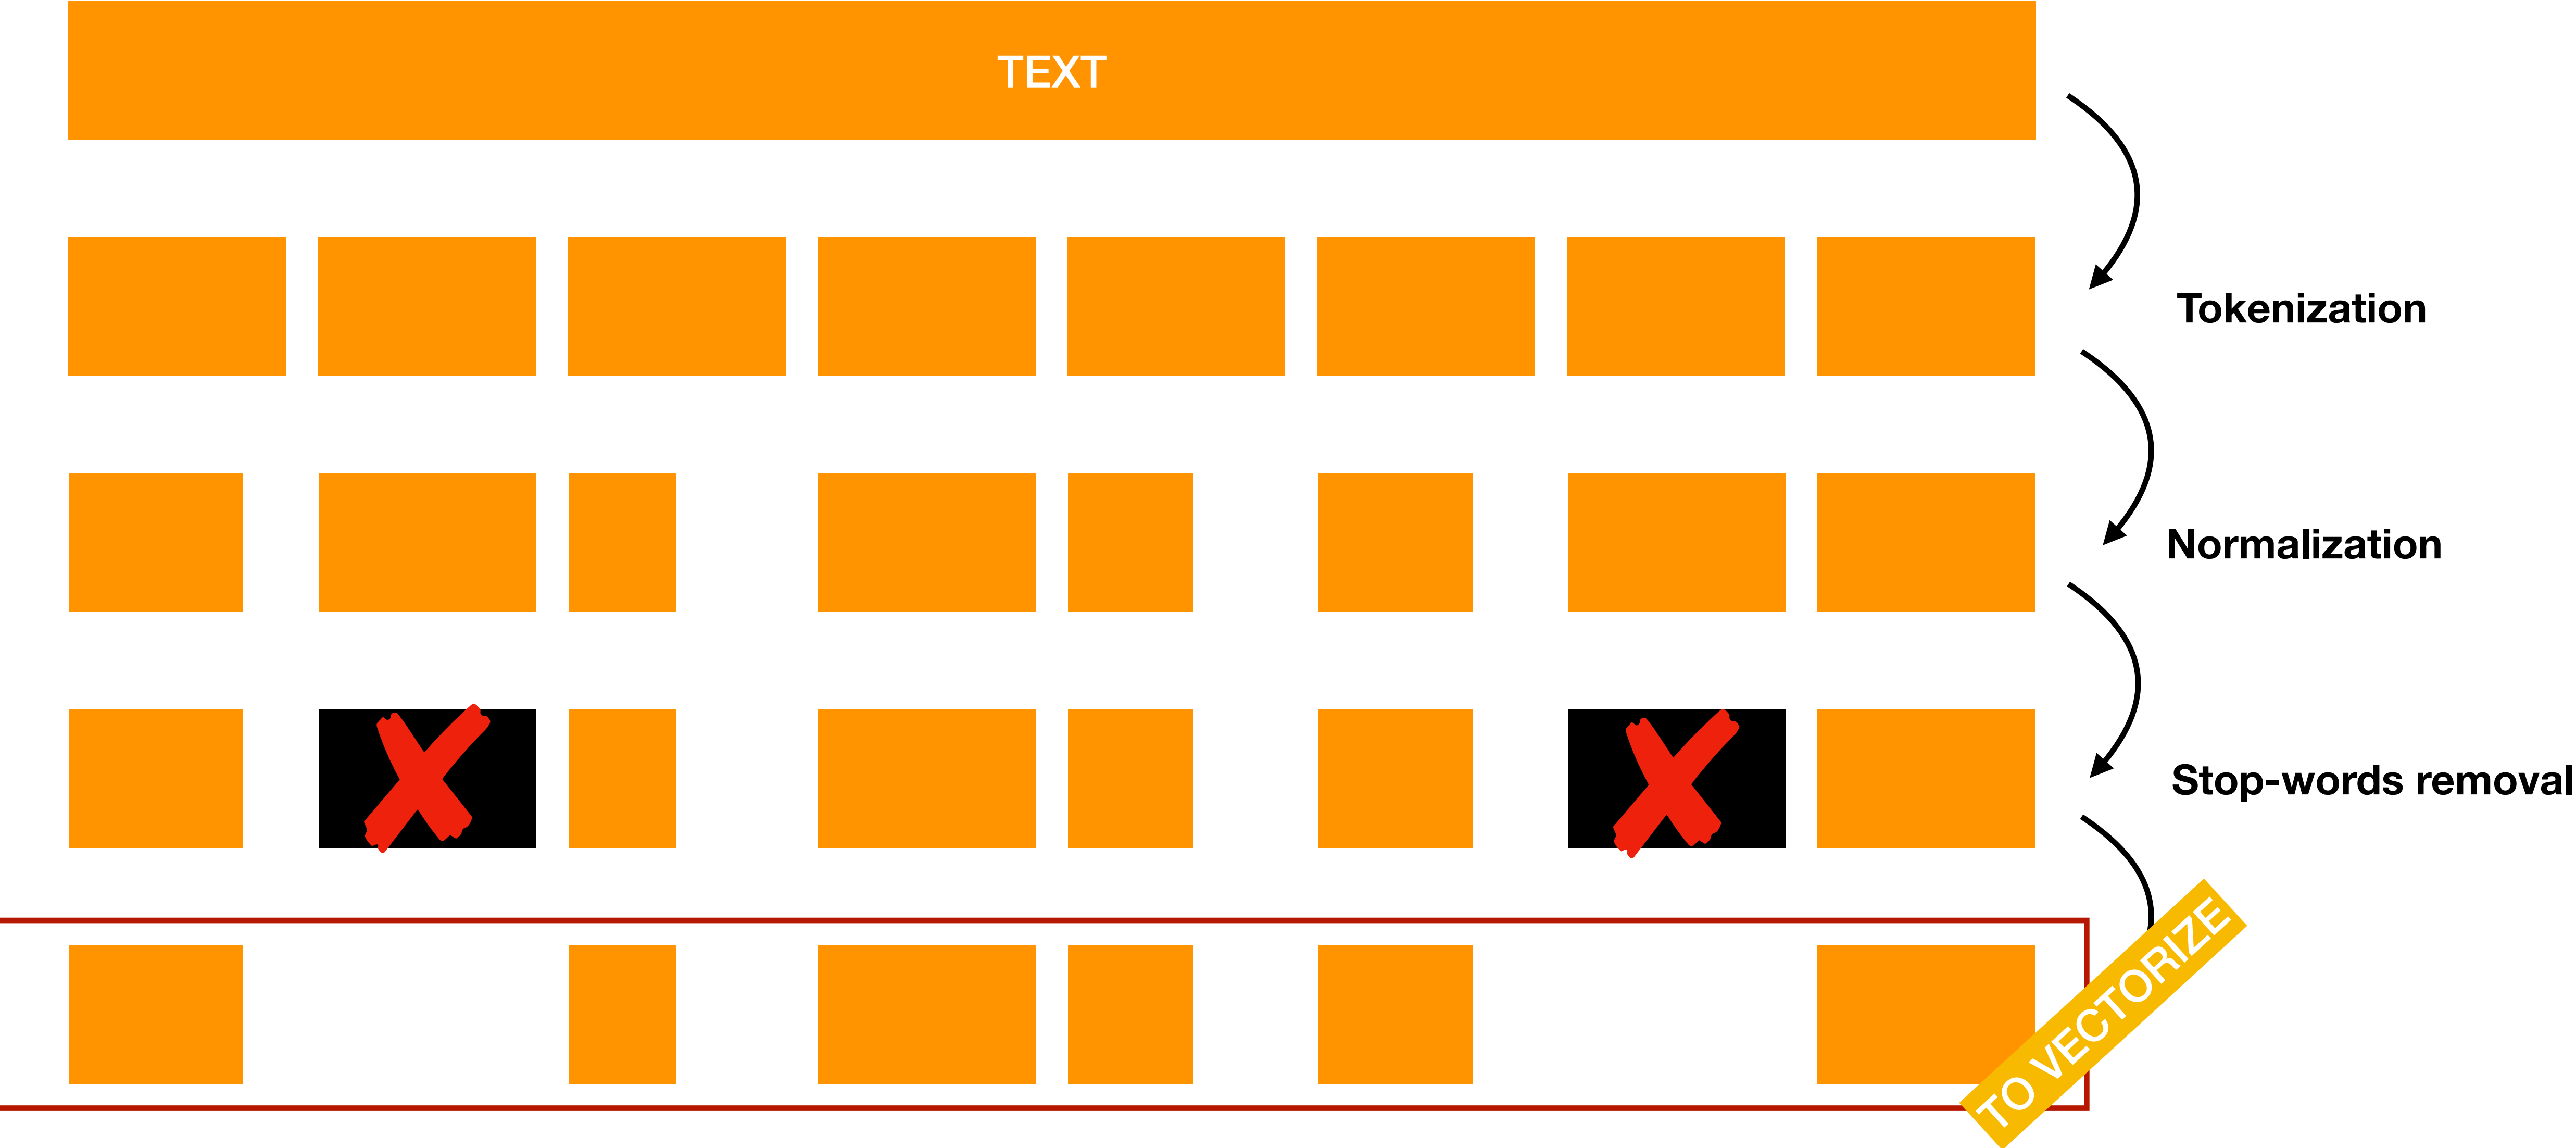 TEXT
Tokenization
Normalization
Stop-words removal
TO VECTORIZE